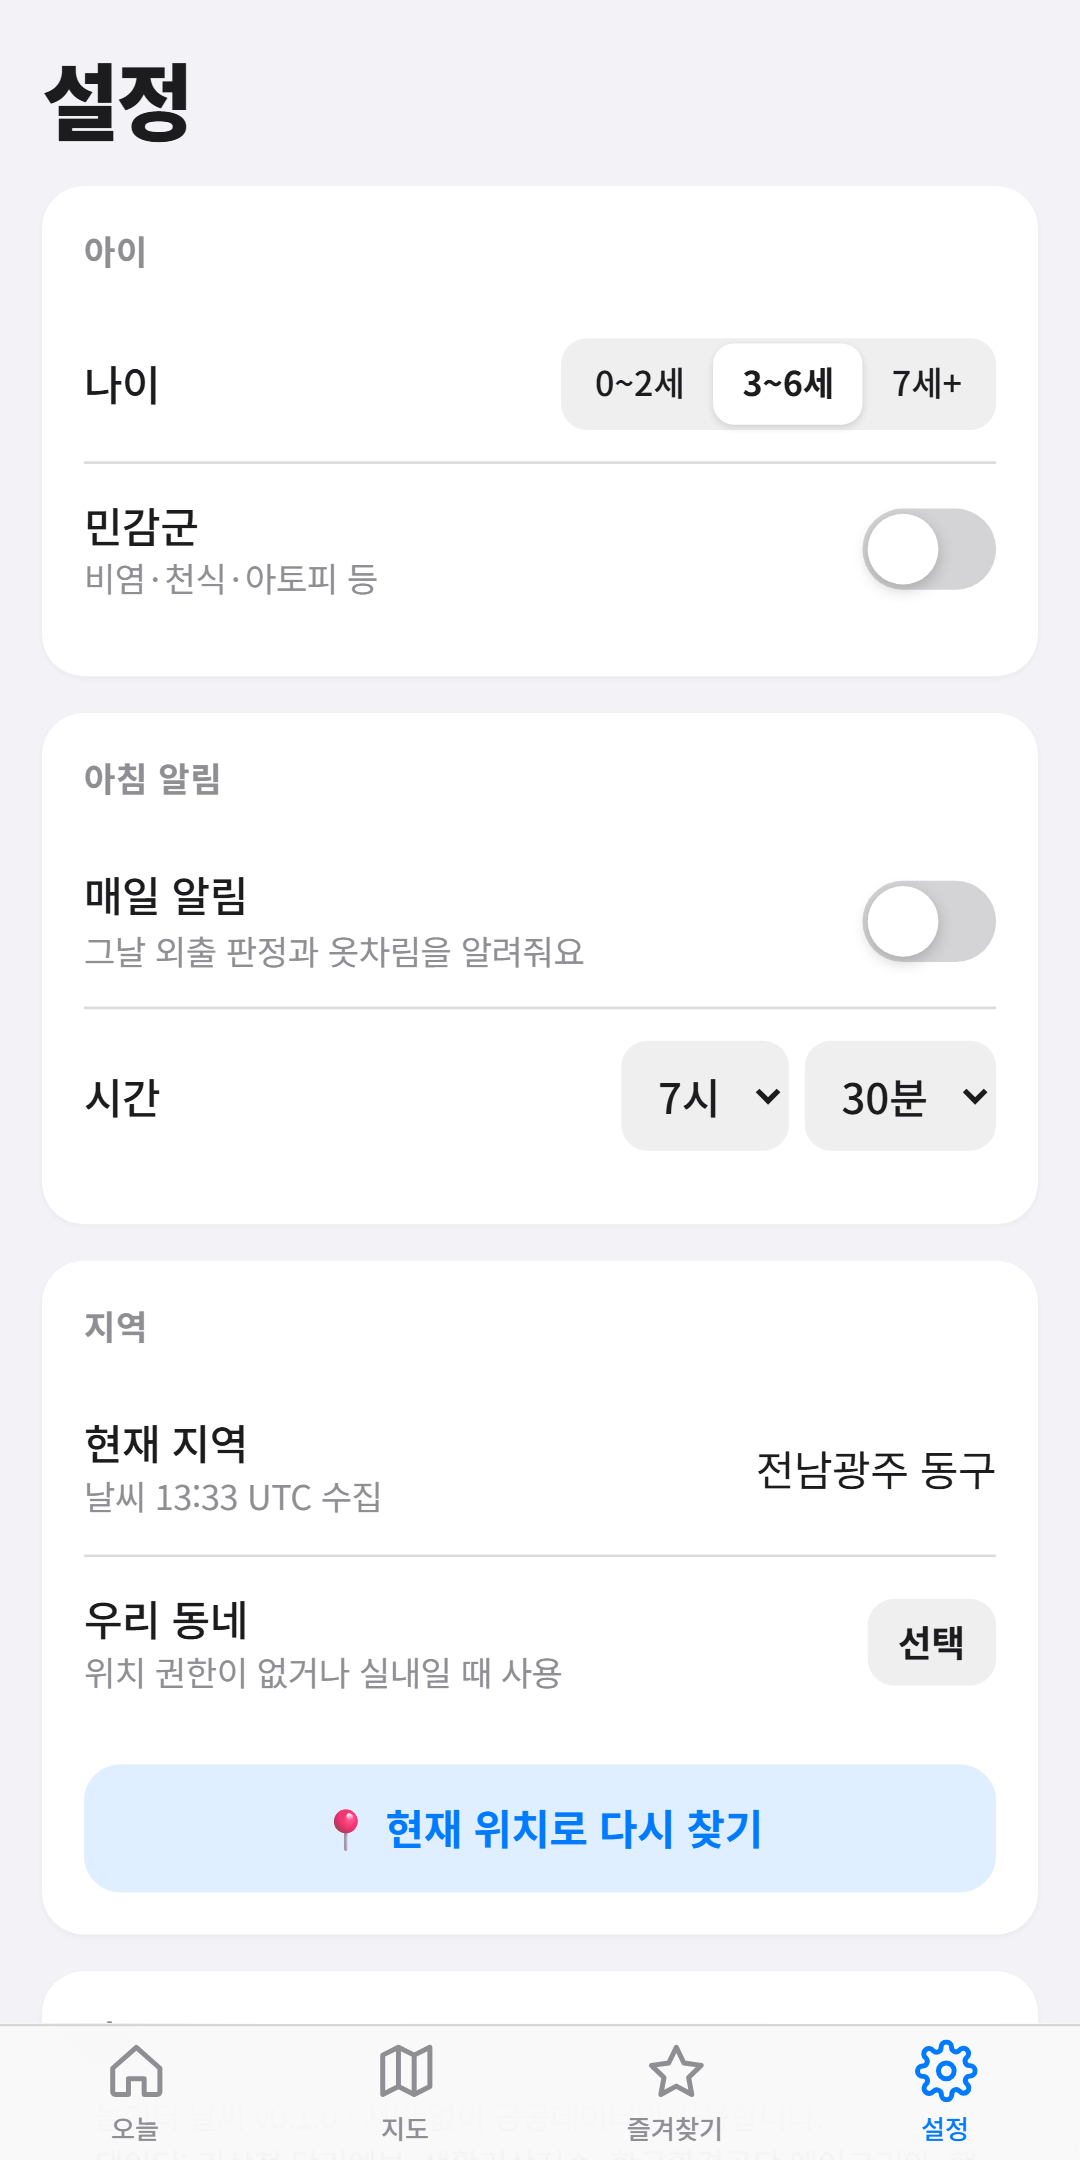 설정
아이
나이
0~2세 3~6세 7세+
민감군
비염·천식·아토피 등
아침 알림
매일 알림
그날 외출 판정과 옷차림을 알려줘요
시간
7시 30분
지역
현재 지역
전남광주 동구
날씨 13:33 UTC 수집
우리 동네
선택
위치 권한이 없거나 실내일 때 사용
현재 위치로 다시 찾기
오늘 지도 즐겨찾기 설정